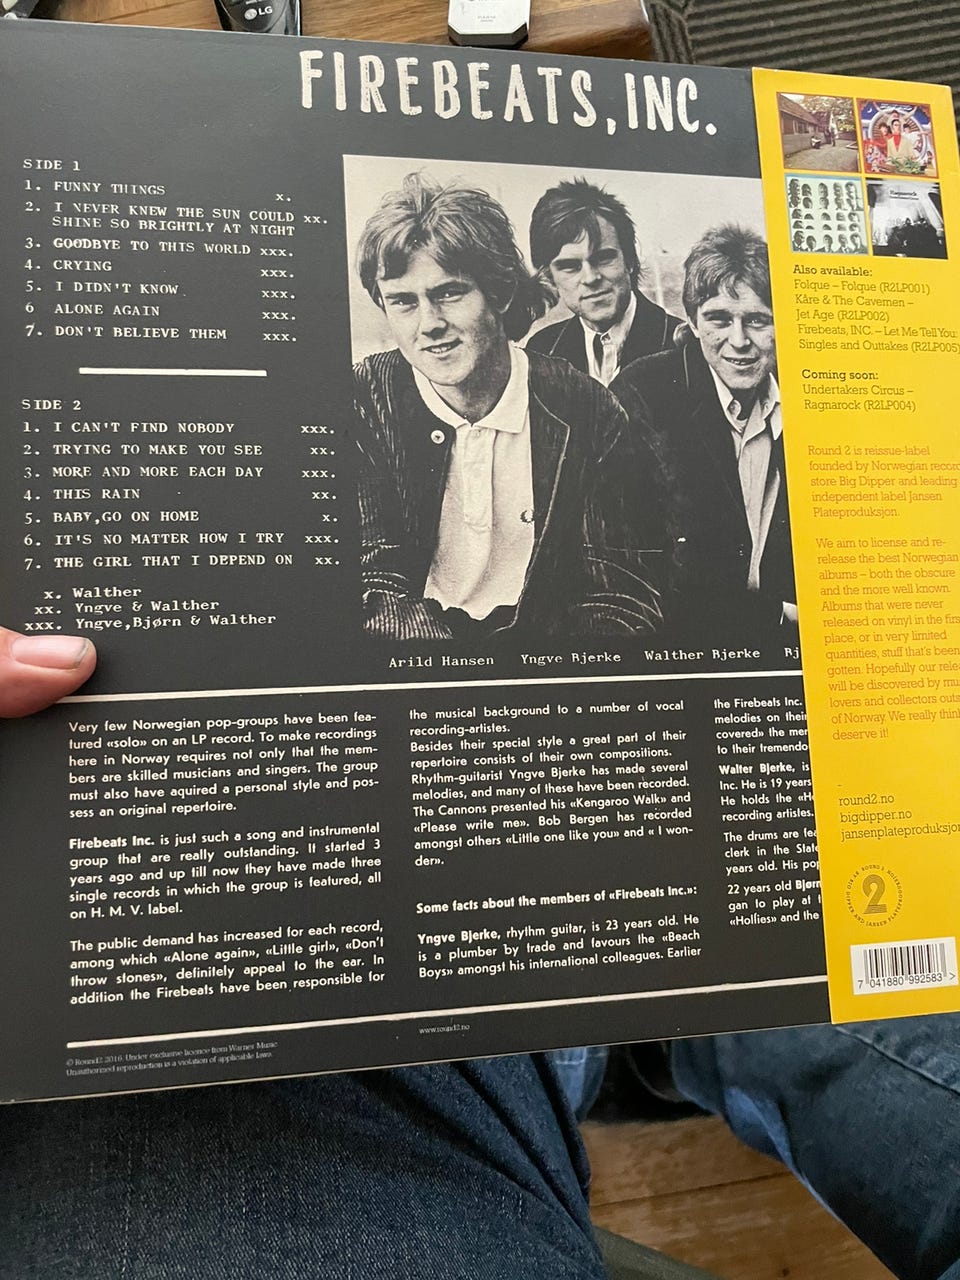 LG
FIREBEATS, INC.
SIDE 1
1. FUNNY THINGS x.
2. I NEVER KNEW THE SUN COULD xx.
SHINE SO BRIGHTLY AT NIGHT
3. GOODBYE TO THIS WORLD xxx.
4. CRYING xxx.
5. I DIDN'T KNOW xxx.
6 ALONE AGAIN xxx.
7. DON'T BELIEVE THEM xxx.
SIDE 2
1. I CAN'T FIND NOBODY xxx.
2. TRYING TO MAKE YOU SEE xx.
3. MORE AND MORE EACH DAY xxx.
4. THIS RAIN xx.
5. BABY,GO ON HOME x.
6. IT'S NO MATTER HOW I TRY xxx.
7. THE GIRL THAT I DEPEND ON xx.
x. Walther
xx. Yngve & Walther
xxx. Yngve,Bjørn & Walther
Arild Hansen Yngve Bjerke Walther Bjerke Bj
Very few Norwegian pop-groups have been fea-
tured «solo» on an LP record. To make recordings
here in Norway requires not only that the mem-
bers are skilled musicians and singers. The group
must also have aquired a personal style and pos-
sess an original repertoire.
Firebeats Inc. is just such a song and instrumental
group that are really outstanding. It started 3
years ago and up till now they have made three
single records in which the group is featured, all
on H. M. V. label.
The public demand has increased for each record,
among which «Alone again», «Little girl», «Don't
throw stones», definitely appeal to the ear. In
addition the Firebeats have been responsible for
the musical background to a number of vocal
recording-artistes.
Besides their special style a great part of their
repertoire consists of their own compositions.
Rhythm-guitarist Yngve Bjerke has made several
melodies, and many of these have been recorded.
The Cannons presented his «Kengaroo Walk» and
«Please write me». Bob Bergen has recorded
amongst others «Little one like you» and « I won-
der».
Some facts about the members of «Firebeats Inc.»:
Yngve Bjerke, rhythm guitar, is 23 years old. He
is a plumber by trade and favours the «Beach
Boys» amongst his international colleagues. Earlier
the Firebeats Inc.
melodies on their
covered» the mer
to their tremendo
Walter Bjerke, is
Inc. He is 19 years
He holds the «H
recording artistes.
The drums are fea
clerk in the State
years old. His pop
22 years old Bjørn
gan to play at t
«Hollies» and the
© Round2 2016. Under exclusive licence from Warner Music.
Unauthorized reproduction is a violation of applicable laws.
www.round2.no
Ragnarock
Also available:
Folque – Folque (R2LP001)
Kåre & The Cavemen –
Jet Age (R2LP002)
Firebeats, INC. – Let Me Tell You:
Singles and Outtakes (R2LP005)
Coming soon:
Undertakers Circus –
Ragnarock (R2LP004)
Round 2 is reissue-label
founded by Norwegian record
store Big Dipper and leading
independent label Jansen
Plateproduksjon.
We aim to license and re-
release the best Norwegian
albums – both the obscure
and the more well known.
Albums that were never
released on vinyl in the firs
place, or in very limited
quantities, stuff that's been
gotten. Hopefully our rele
will be discovered by mu
lovers and collectors outs
of Norway. We really think
deserve it!
round2.no
bigdipper.no
jansenplateproduksjo
2
7 041880 992583 >